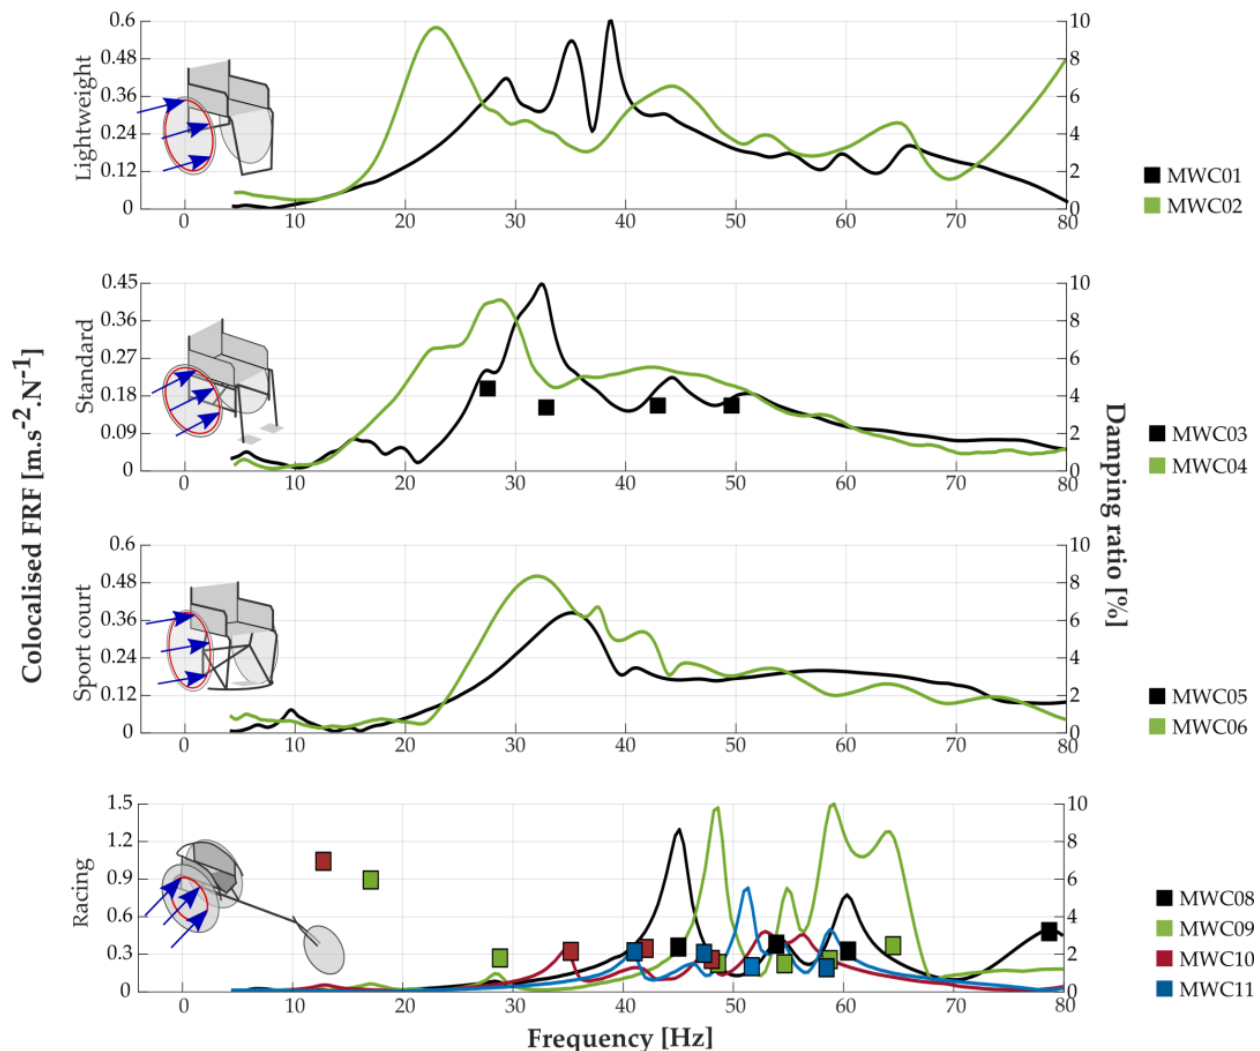 Colocalised FRF [m.s⁻².N⁻¹]
Damping ratio [%]
Lightweight
0.6
0.48
0.36
0.24
0.12
0
10
8
6
4
2
0
0 10 20 30 40 50 60 70 80
MWC01
MWC02
Standard
0.45
0.36
0.27
0.18
0.09
0
10
8
6
4
2
0
0 10 20 30 40 50 60 70 80
MWC03
MWC04
Sport court
0.6
0.48
0.36
0.24
0.12
0
10
8
6
4
2
0
0 10 20 30 40 50 60 70 80
MWC05
MWC06
Racing
1.5
1.2
0.9
0.6
0.3
0
10
8
6
4
2
0
0 10 20 30 40 50 60 70 80
MWC08
MWC09
MWC10
MWC11
Frequency [Hz]